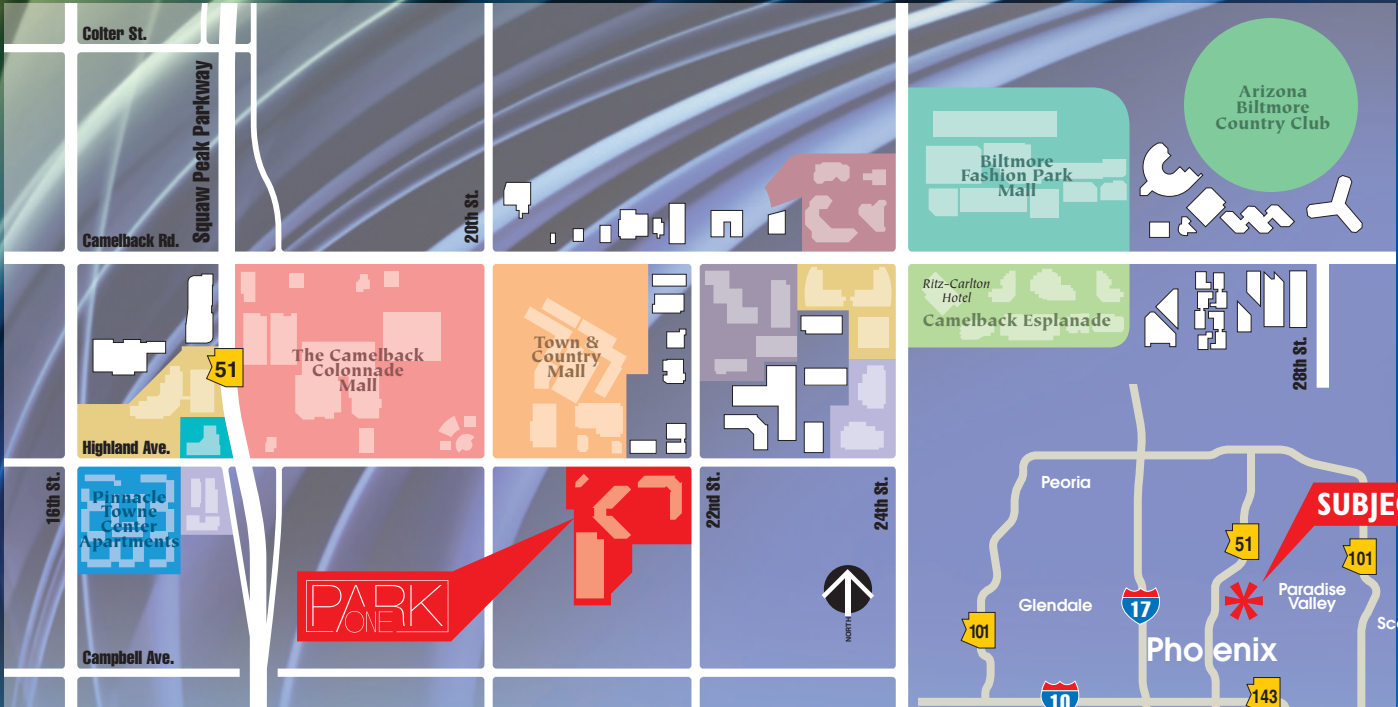 Colter St.
Squaw Peak Parkway
20th St.
Camelback Rd.
Arizona
Biltmore
Country Club
Biltmore
Fashion Park
Mall
Ritz-Carlton
Hotel
Camelback Esplanade
28th St.
51
The Camelback
Colonnade
Mall
Town &
Country
Mall
Highland Ave.
16th St.
Pinnacle
Towne
Center
Apartments
22nd St.
24th St.
PARK
ONE
NORTH
Campbell Ave.
Peoria
SUBJE
51
101
Glendale
17
Paradise
Valley
101
Sc
Phoenix
10
143